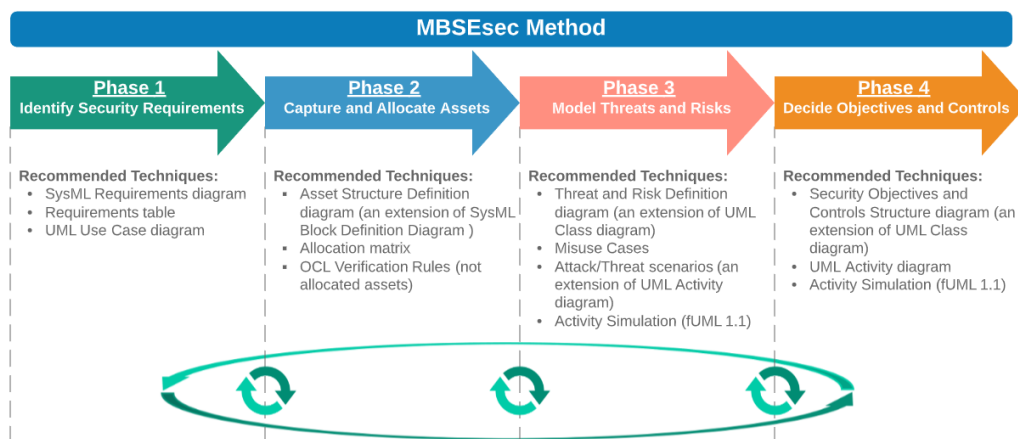 MBSEsec Method
Phase 1
Identify Security Requirements
Phase 2
Capture and Allocate Assets
Phase 3
Model Threats and Risks
Phase 4
Decide Objectives and Controls
Recommended Techniques:
• SysML Requirements diagram
• Requirements table
• UML Use Case diagram
Recommended Techniques:
▪ Asset Structure Definition
diagram (an extension of SysML
Block Definition Diagram )
▪ Allocation matrix
▪ OCL Verification Rules (not
allocated assets)
Recommended Techniques:
• Threat and Risk Definition
diagram (an extension of UML
Class diagram)
• Misuse Cases
• Attack/Threat scenarios (an
extension of UML Activity
diagram)
• Activity Simulation (fUML 1.1)
Recommended Techniques:
• Security Objectives and
Controls Structure diagram (an
extension of UML Class
diagram)
• UML Activity diagram
• Activity Simulation (fUML 1.1)